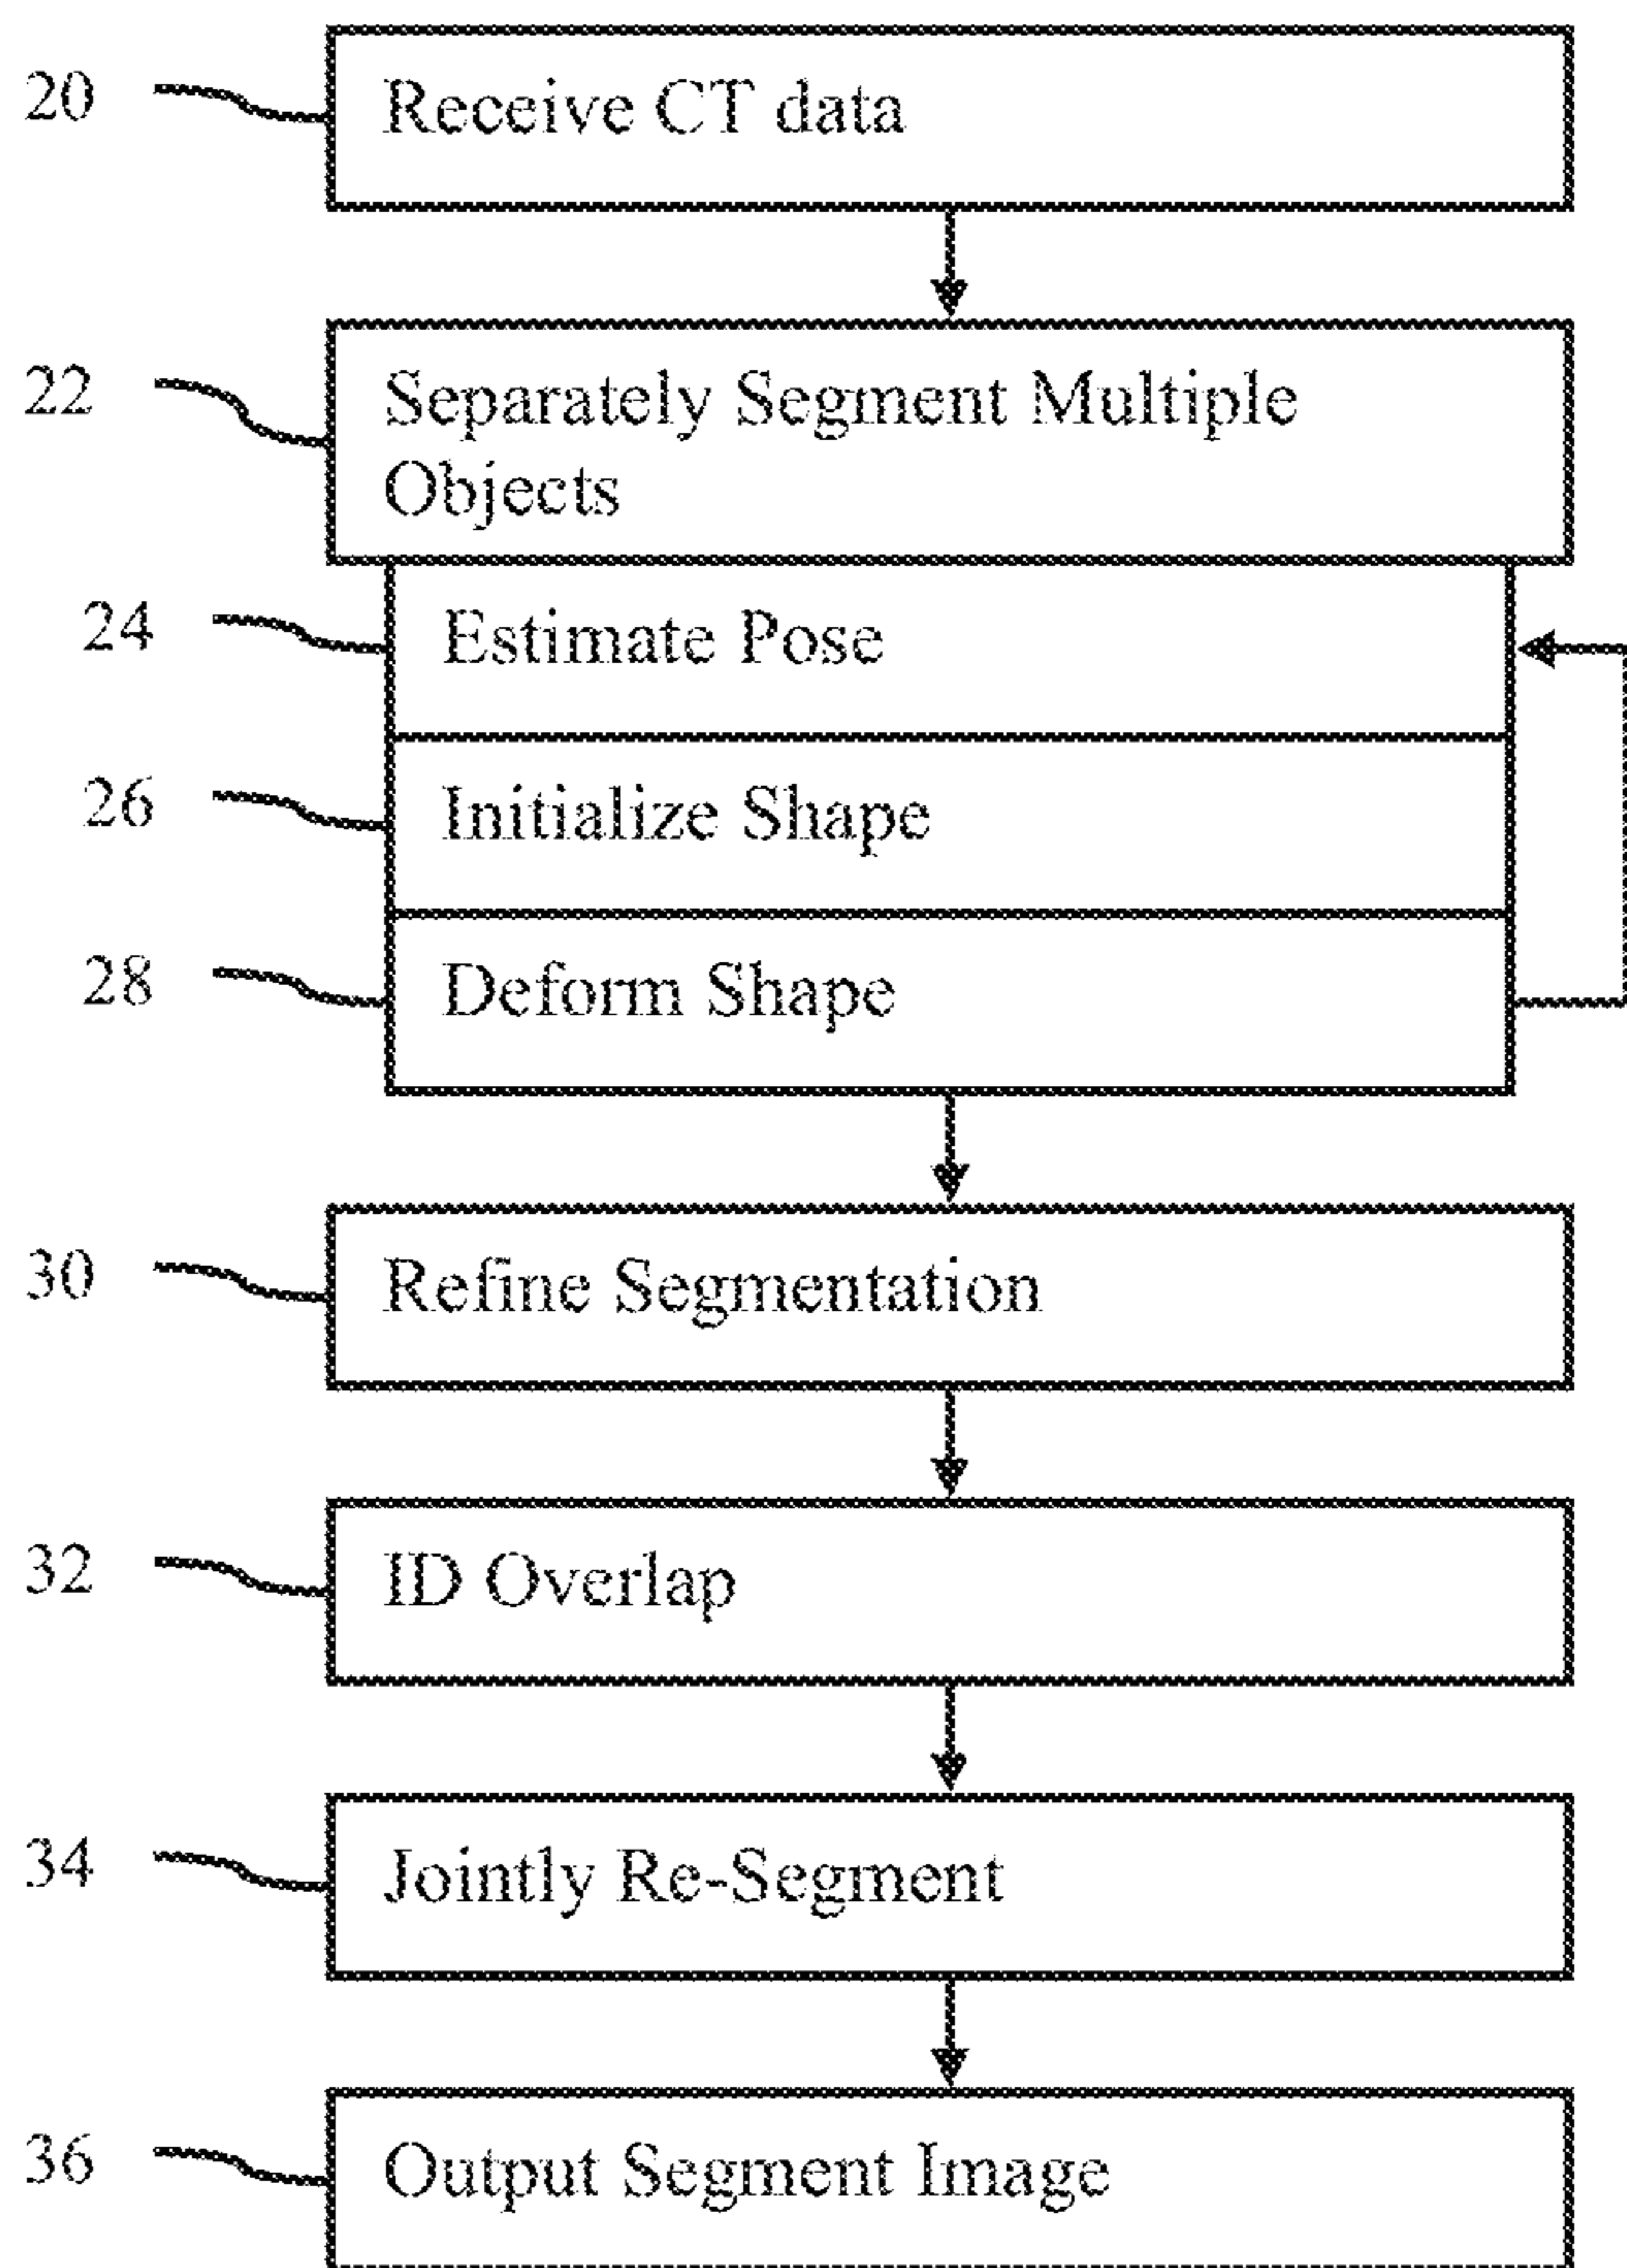 20
Receive CT data
22
Separately Segment Multiple
Objects
24
Estimate Pose
26
Initialize Shape
28
Deform Shape
30
Refine Segmentation
32
ID Overlap
34
Jointly Re-Segment
36
Output Segment Image